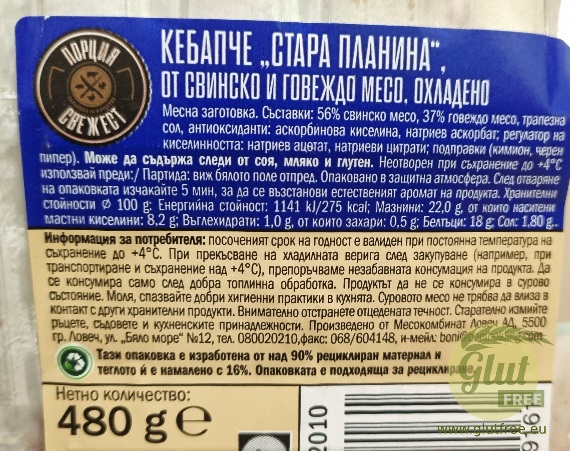 ПОРЦИЯ
СВЕЖЕСТ
КЕБАПЧЕ „СТАРА ПЛАНИНА“,
ОТ СВИНСКО И ГОВЕЖДО МЕСО, ОХЛАДЕНО
Месна заготовка. Съставки: 56% свинско месо, 37% говеждо месо, трапезна
сол, антиоксиданти: аскорбинова киселина, натриев аскорбат; регулатор на
киселинността: натриев ацетат, натриеви цитрати; подправки (кимион, черен
пипер). Може да съдържа следи от соя, мляко и глутен. Неотворен при съхранение до +4°C
използвай преди:/ Партида: виж бялото поле отпред. Опаковано в защитна атмосфера. След отваряне
на опаковката изчакайте 5 мин, за да се възстанови естественият аромат на продукта. Хранителни
стойности Ø 100 g: Енергийна стойност: 1141 kJ/275 kcal; Мазнини: 22,0 g, от които наситени
мастни киселини: 8,2 g; Въглехидрати: 1,0 g, от които захари: 0,5 g; Белтъци: 18 g; Сол: 1,80 g.
Информация за потребителя: посоченият срок на годност е валиден при постоянна температура на
съхранение до +4°C. При прекъсване на хладилната верига след закупуване (например, при
транспортиране и съхранение над +4°C), препоръчваме незабавната консумация на продукта. Да
се консумира само след добра топлинна обработка. Продуктът да не се консумира в сурово
състояние. Моля, спазвайте добри хигиенни практики в кухнята. Суровото месо не трябва да влиза в
контакт с други хранителни продукти. Внимателно отстранете отцедената течност. Старателно измийте
ръцете, съдовете и кухненските принадлежности. Произведено от Месокомбинат Ловеч АД, 5500
гр. Ловеч, ул. „Бяло море“ №12, тел. 080020210,факс: 068/604148, и-мейл:
Тази опаковка е изработена от над 90% рециклиран материал и
теглото ѝ е намалено с 16%. Опаковката е подходяща за рециклиране.
Нетно количество:
480 g e
2010
916
Glut
FREE
www.glutfree.eu